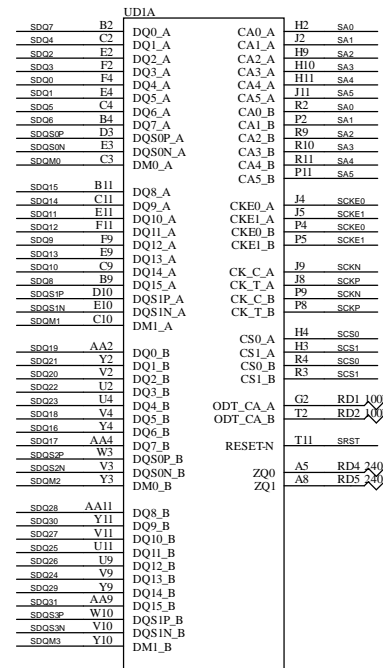 UD1A
SDQ7 B2 DQ0_A
SDQ4 C2 DQ1_A
SDQ2 E2 DQ2_A
SDQ3 F2 DQ3_A
SDQ0 F4 DQ4_A
SDQ1 E4 DQ5_A
SDQ5 C4 DQ6_A
SDQ6 B4 DQ7_A
SDQS0P D3 DQS0P_A
SDQS0N E3 DQS0N_A
SDQM0 C3 DM0_A
SDQ15 B11 DQ8_A
SDQ14 C11 DQ9_A
SDQ11 E11 DQ10_A
SDQ12 F11 DQ11_A
SDQ9 F9 DQ12_A
SDQ13 E9 DQ13_A
SDQ10 C9 DQ14_A
SDQ8 B9 DQ15_A
SDQS1P D10 DQS1P_A
SDQS1N E10 DQS1N_A
SDQM1 C10 DM1_A
SDQ19 AA2 DQ0_B
SDQ21 Y2 DQ1_B
SDQ20 V2 DQ2_B
SDQ22 U2 DQ3_B
SDQ23 U4 DQ4_B
SDQ18 V4 DQ5_B
SDQ16 Y4 DQ6_B
SDQ17 AA4 DQ7_B
SDQS2P W3 DQS0P_B
SDQS2N V3 DQS0N_B
SDQM2 Y3 DM0_B
SDQ28 AA11 DQ8_B
SDQ30 Y11 DQ9_B
SDQ27 V11 DQ10_B
SDQ25 U11 DQ11_B
SDQ26 U9 DQ12_B
SDQ24 V9 DQ13_B
SDQ29 Y9 DQ14_B
SDQ31 AA9 DQ15_B
SDQS3P W10 DQS1P_B
SDQS3N V10 DQS1N_B
SDQM3 Y10 DM1_B
CA0_A H2 SA0
CA1_A J2 SA1
CA2_A H9 SA2
CA3_A H10 SA3
CA4_A H11 SA4
CA5_A J11 SA5
CA0_B R2 SA0
CA1_B P2 SA1
CA2_B R9 SA2
CA3_B R10 SA3
CA4_B R11 SA4
CA5_B P11 SA5
CKE0_A J4 SCKE0
CKE1_A J5 SCKE1
CKE0_B P4 SCKE0
CKE1_B P5 SCKE1
CK_C_A J9 SCKN
CK_T_A J8 SCKP
CK_C_B P9 SCKN
CK_T_B P8 SCKP
CS0_A H4 SCS0
CS1_A H3 SCS1
CS0_B R4 SCS0
CS1_B R3 SCS1
ODT_CA_A G2 RD1 100
ODT_CA_B T2 RD2 100
RESET-N T11 SRST
ZQ0 A5 RD4 240
ZQ1 A8 RD5 240